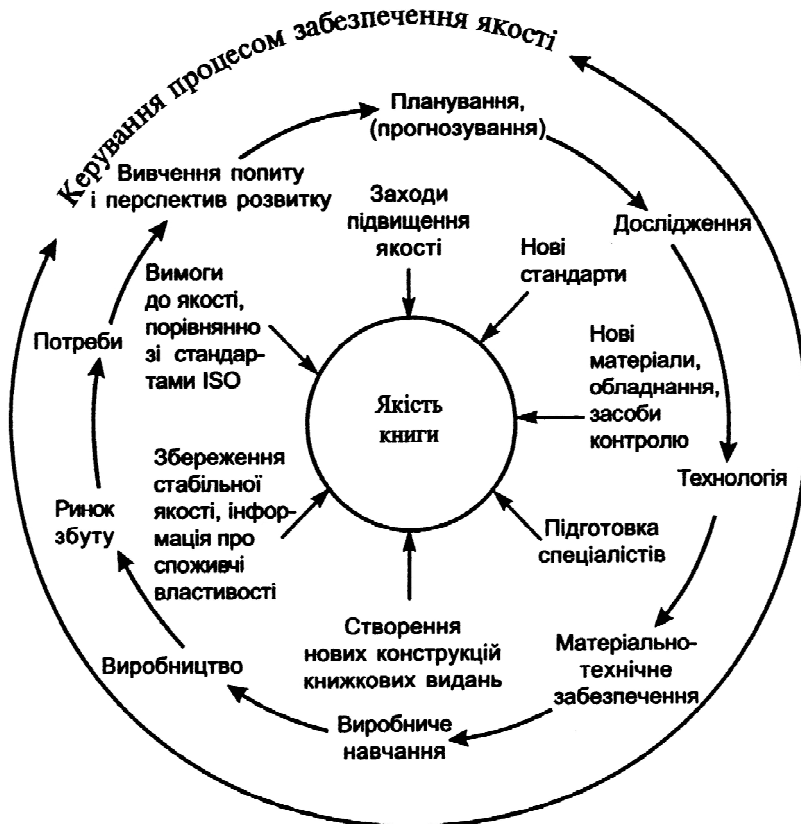 Керування процесом забезпечення якості
Планування,
(прогнозування)
Вивчення попиту
і перспектив розвитку
Заходи
підвищення
якості
Дослідження
Нові
стандарти
Вимоги
до якості,
порівнянно
зі стандар-
тами ISO
Потреби
Нові
матеріали,
обладнання,
засоби
контролю
Якість
книги
Збереження
стабільної
якості, інфор-
мація про
споживчі
властивості
Технологія
Ринок
збуту
Підготовка
спеціалістів
Створення
нових конструкцій
книжкових видань
Матеріально-
технічне
забезпечення
Виробництво
Виробниче
навчання